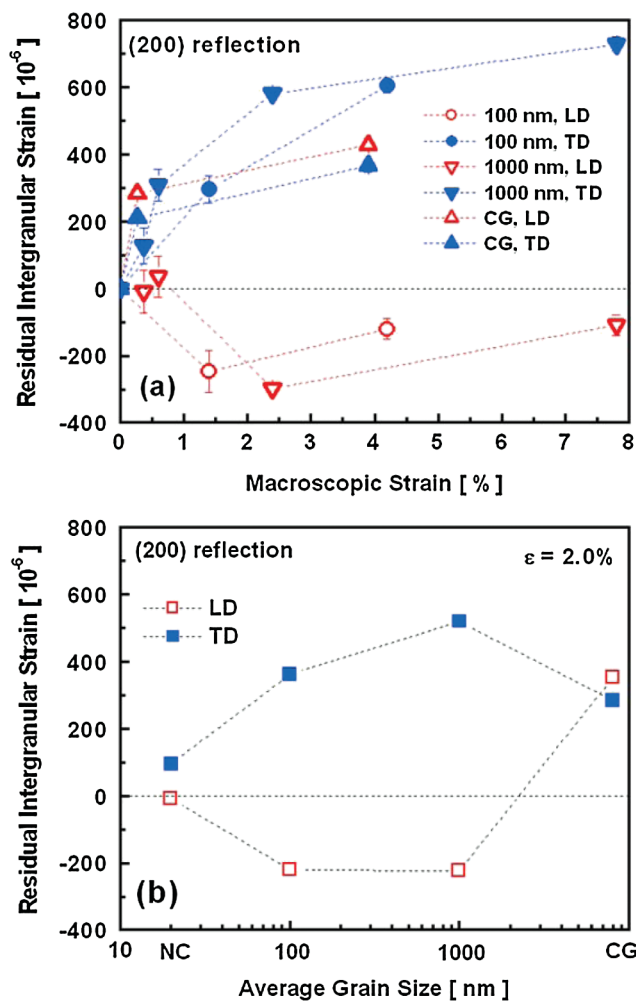 800
600
400
200
0
-200
-400
Residual Intergranular Strain [ 10⁻⁶ ]
(200) reflection
100 nm, LD
100 nm, TD
1000 nm, LD
1000 nm, TD
CG, LD
CG, TD
(a)
0 1 2 3 4 5 6 7 8
Macroscopic Strain [ % ]
800
600
400
200
0
-200
-400
Residual Intergranular Strain [ 10⁻⁶ ]
(200) reflection
ε = 2.0%
LD
TD
(b)
10 NC 100 1000 CG
Average Grain Size [ nm ]